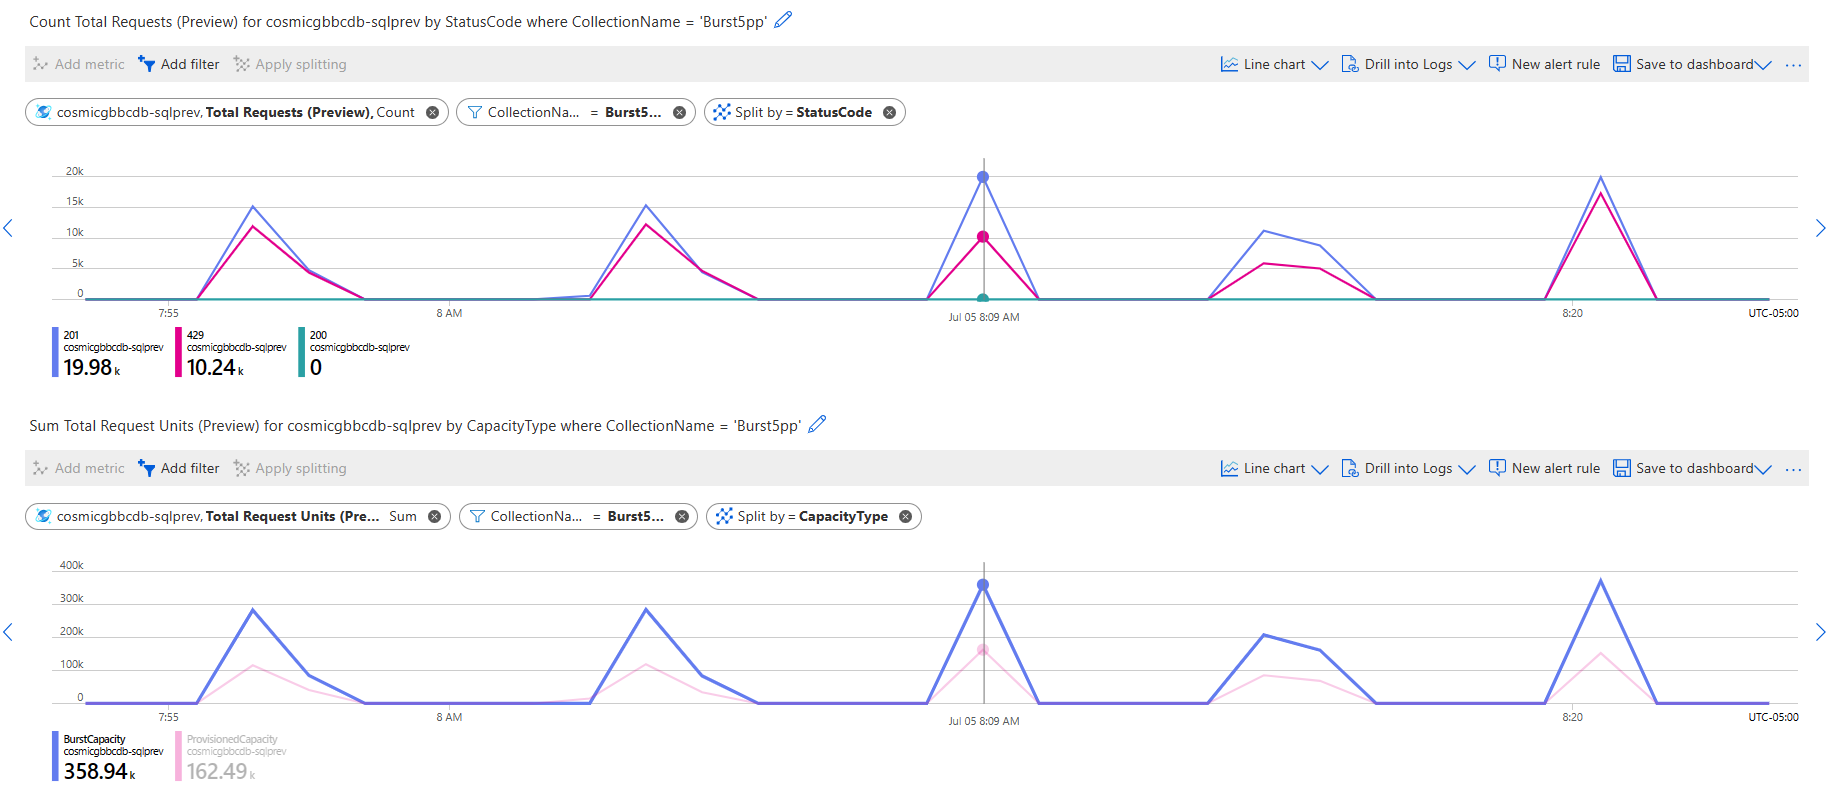 Count Total Requests (Preview) for cosmicgbbcdb-sqlprev by StatusCode where CollectionName = 'Burst5pp'
Add metric Add filter Apply splitting Line chart Drill into Logs New alert rule Save to dashboard ...
cosmicgbbcdb-sqlprev, Total Requests (Preview), Count CollectionNa... = Burst5... Split by = StatusCode
20k
15k
10k
5k
0
7:55 8 AM Jul 05 8:09 AM 8:20 UTC-05:00
201 429 200
cosmicgbbcdb-sqlprev cosmicgbbcdb-sqlprev cosmicgbbcdb-sqlprev
19.98 k 10.24 k 0
Sum Total Request Units (Preview) for cosmicgbbcdb-sqlprev by CapacityType where CollectionName = 'Burst5pp'
Add metric Add filter Apply splitting Line chart Drill into Logs New alert rule Save to dashboard ...
cosmicgbbcdb-sqlprev, Total Request Units (Pre... Sum CollectionNa... = Burst5... Split by = CapacityType
400k
300k
200k
100k
0
7:55 8 AM Jul 05 8:09 AM 8:20 UTC-05:00
BurstCapacity ProvisionedCapacity
cosmicgbbcdb-sqlprev cosmicgbbcdb-sqlprev
358.94 k 162.49 k